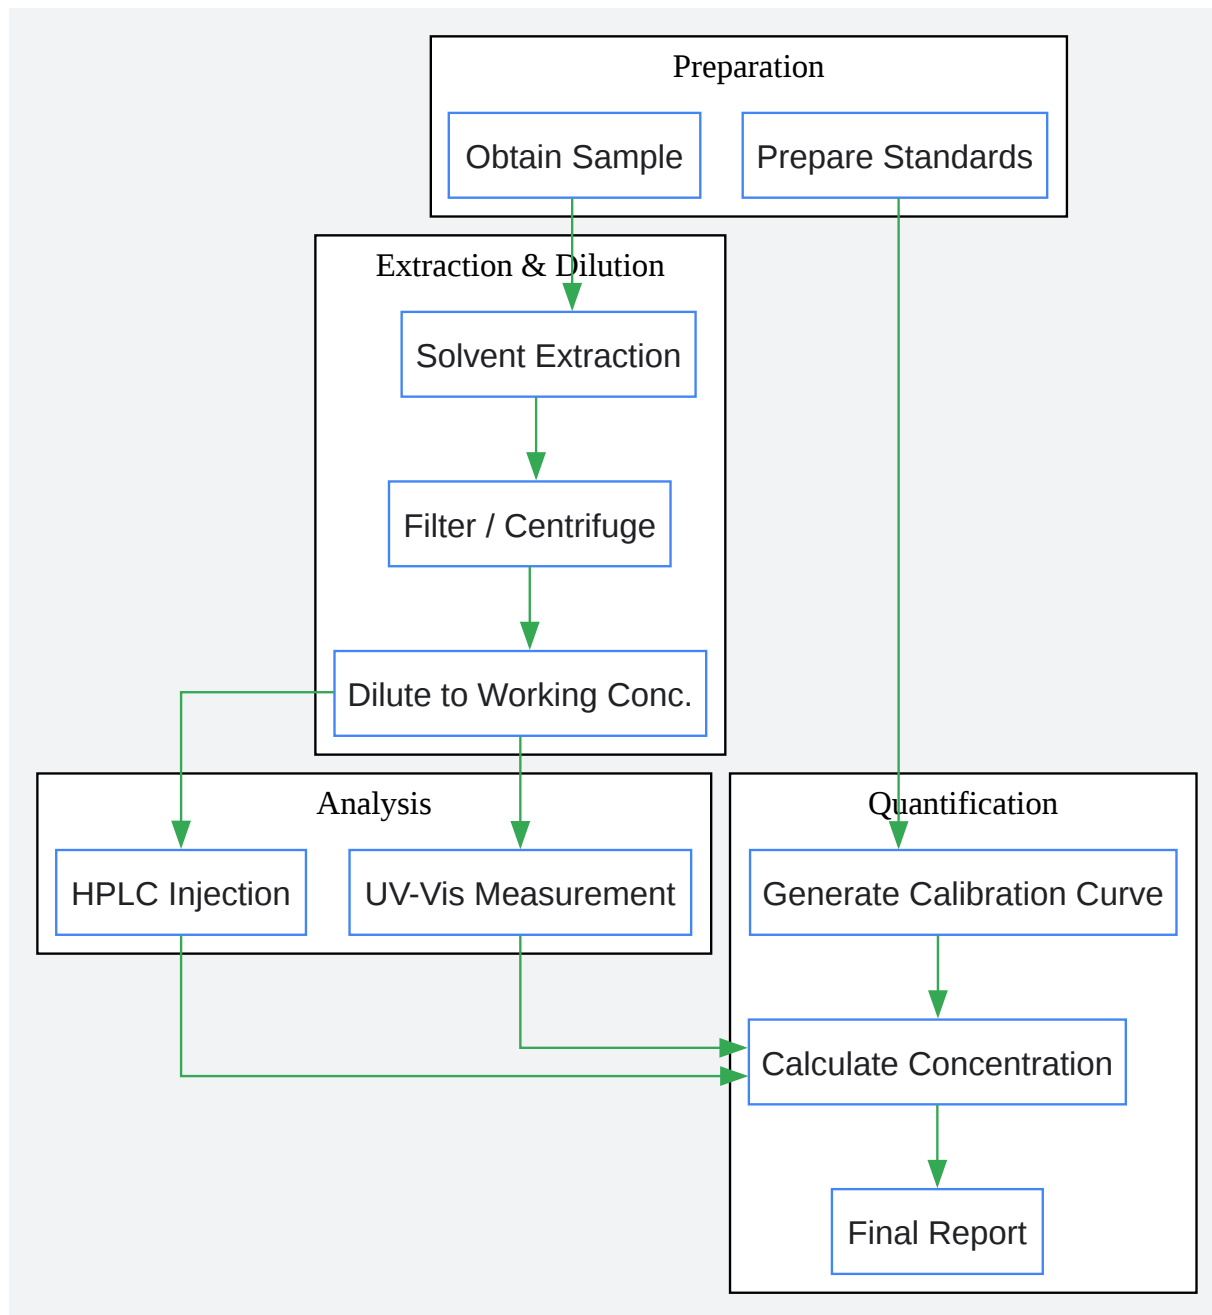 Preparation
Obtain Sample
Prepare Standards
Extraction & Dilution
Solvent Extraction
Filter / Centrifuge
Dilute to Working Conc.
Analysis
HPLC Injection
UV-Vis Measurement
Quantification
Generate Calibration Curve
Calculate Concentration
Final Report